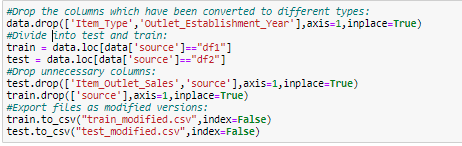 #Drop the columns which have been converted to different types:
data.drop(['Item_Type','Outlet_Establishment_Year'],axis=1,inplace=True)
#Divide into test and train:
train = data.loc[data['source']=="df1"]
test = data.loc[data['source']=="df2"]
#Drop unnecessary columns:
test.drop(['Item_Outlet_Sales','source'],axis=1,inplace=True)
train.drop(['source'],axis=1,inplace=True)
#Export files as modified versions:
train.to_csv("train_modified.csv",index=False)
test.to_csv("test_modified.csv",index=False)